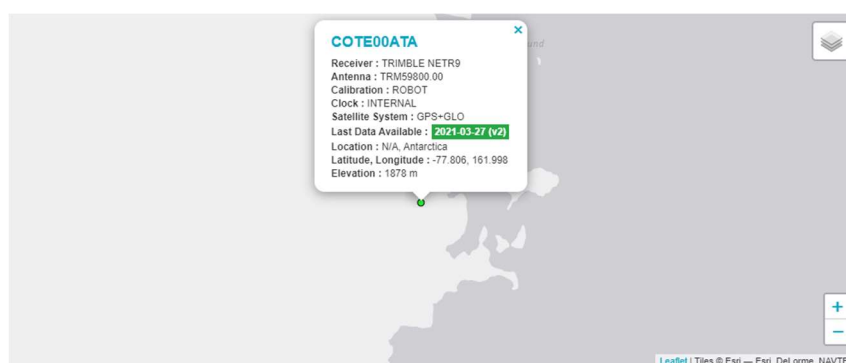 COTE00ATA
×
und
Receiver : TRIMBLE NETR9
Antenna : TRM59800.00
Calibration : ROBOT
Clock : INTERNAL
Satellite System : GPS+GLO
Last Data Available : 2021-03-27 (v2)
Location : N/A, Antarctica
Latitude, Longitude : -77.806, 161.998
Elevation : 1878 m
+
−
Leaflet | Tiles © Esri — Esri, DeLorme, NAVTE